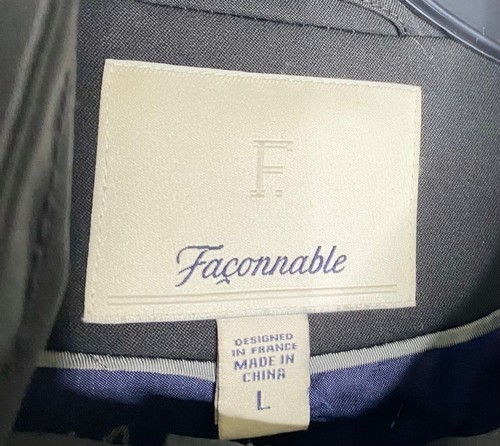 F.
Façonnable
DESIGNED
IN FRANCE
MADE IN
CHINA
L